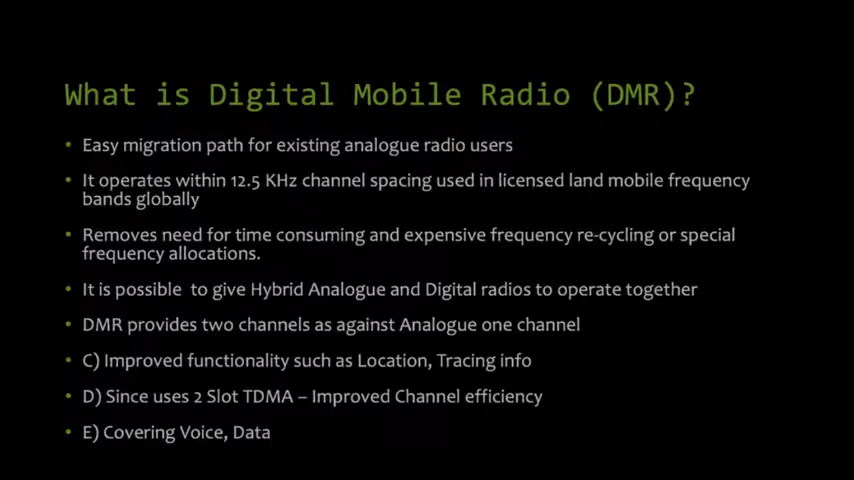 What is Digital Mobile Radio (DMR)?
• Easy migration path for existing analogue radio users
• It operates within 12.5 KHz channel spacing used in licensed land mobile frequency
bands globally
• Removes need for time consuming and expensive frequency re-cycling or special
frequency allocations.
• It is possible  to give Hybrid Analogue and Digital radios to operate together
• DMR provides two channels as against Analogue one channel
• C) Improved functionality such as Location, Tracing info
• D) Since uses 2 Slot TDMA – Improved Channel efficiency
• E) Covering Voice, Data